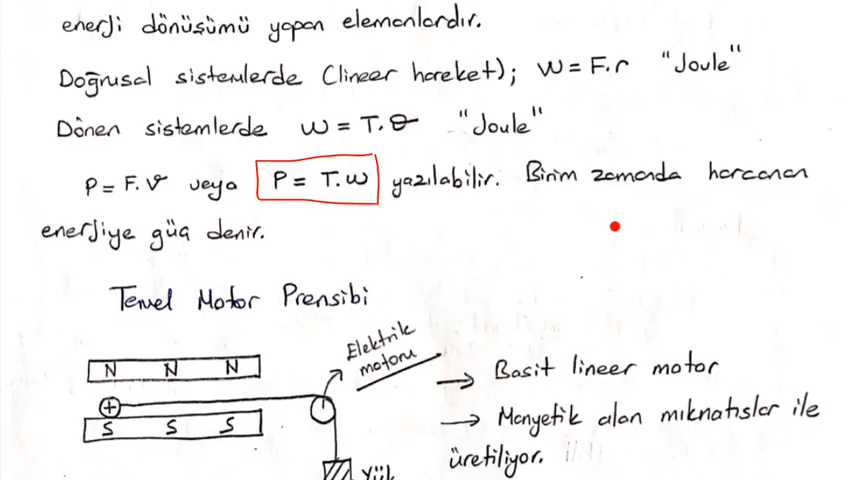 enerji dönüşümü yapan elemanlardır.
Doğrusal sistemlerde (lineer hareket); W = F.r "Joule"
Dönen sistemlerde W = T.θ "Joule"
P = F.V veya P = T.w yazılabilir. Birim zamanda harcanan
enerjiye güç denir.
Temel Motor Prensibi
Elektrik
motoru
N N N
S S S
Yük
→ Basit lineer motor
→ Manyetik alan mıknatıslar ile
üretiliyor.